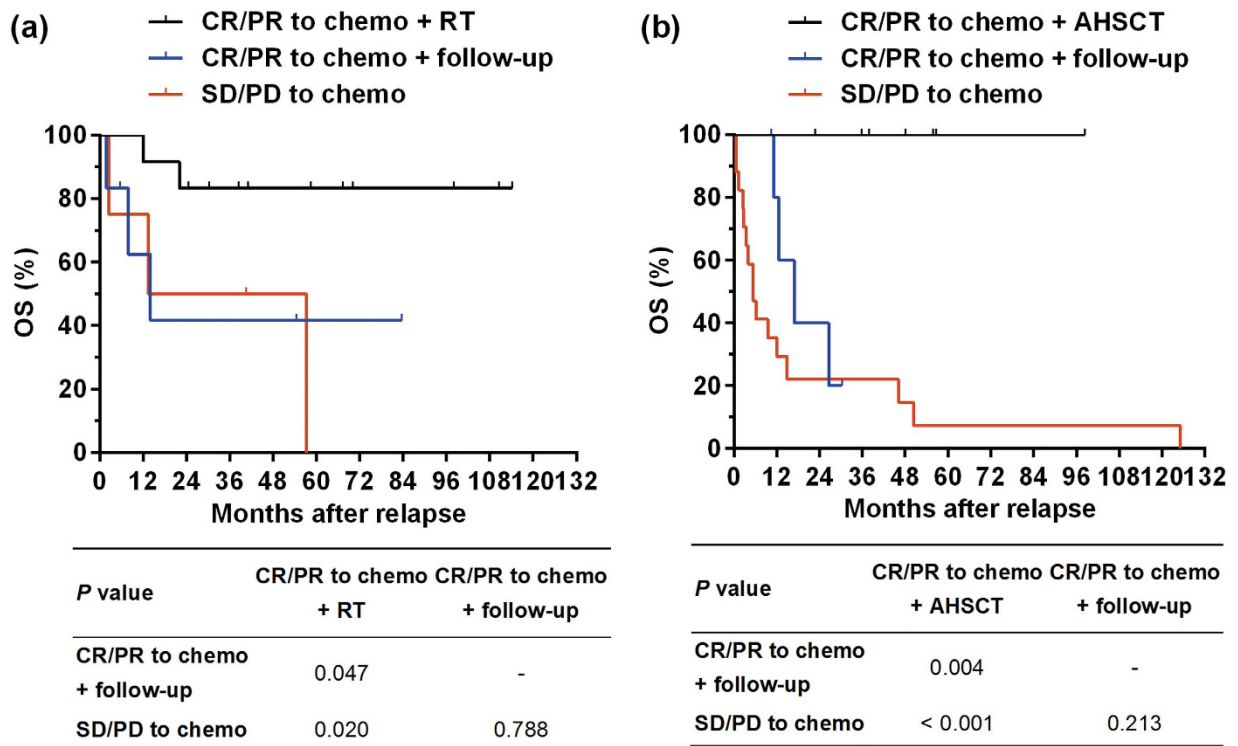 (a)
CR/PR to chemo + RT
CR/PR to chemo + follow-up
SD/PD to chemo
OS (%)
100
80
60
40
20
0
0 12 24 36 48 60 72 84 96 108 120 132
Months after relapse
P value
CR/PR to chemo + RT
CR/PR to chemo + follow-up
CR/PR to chemo + follow-up 0.047 -
SD/PD to chemo 0.020 0.788
(b)
CR/PR to chemo + AHSCT
CR/PR to chemo + follow-up
SD/PD to chemo
OS (%)
100
80
60
40
20
0
0 12 24 36 48 60 72 84 96 108 120 132
Months after relapse
P value
CR/PR to chemo + AHSCT
CR/PR to chemo + follow-up
CR/PR to chemo + follow-up 0.004 -
SD/PD to chemo < 0.001 0.213